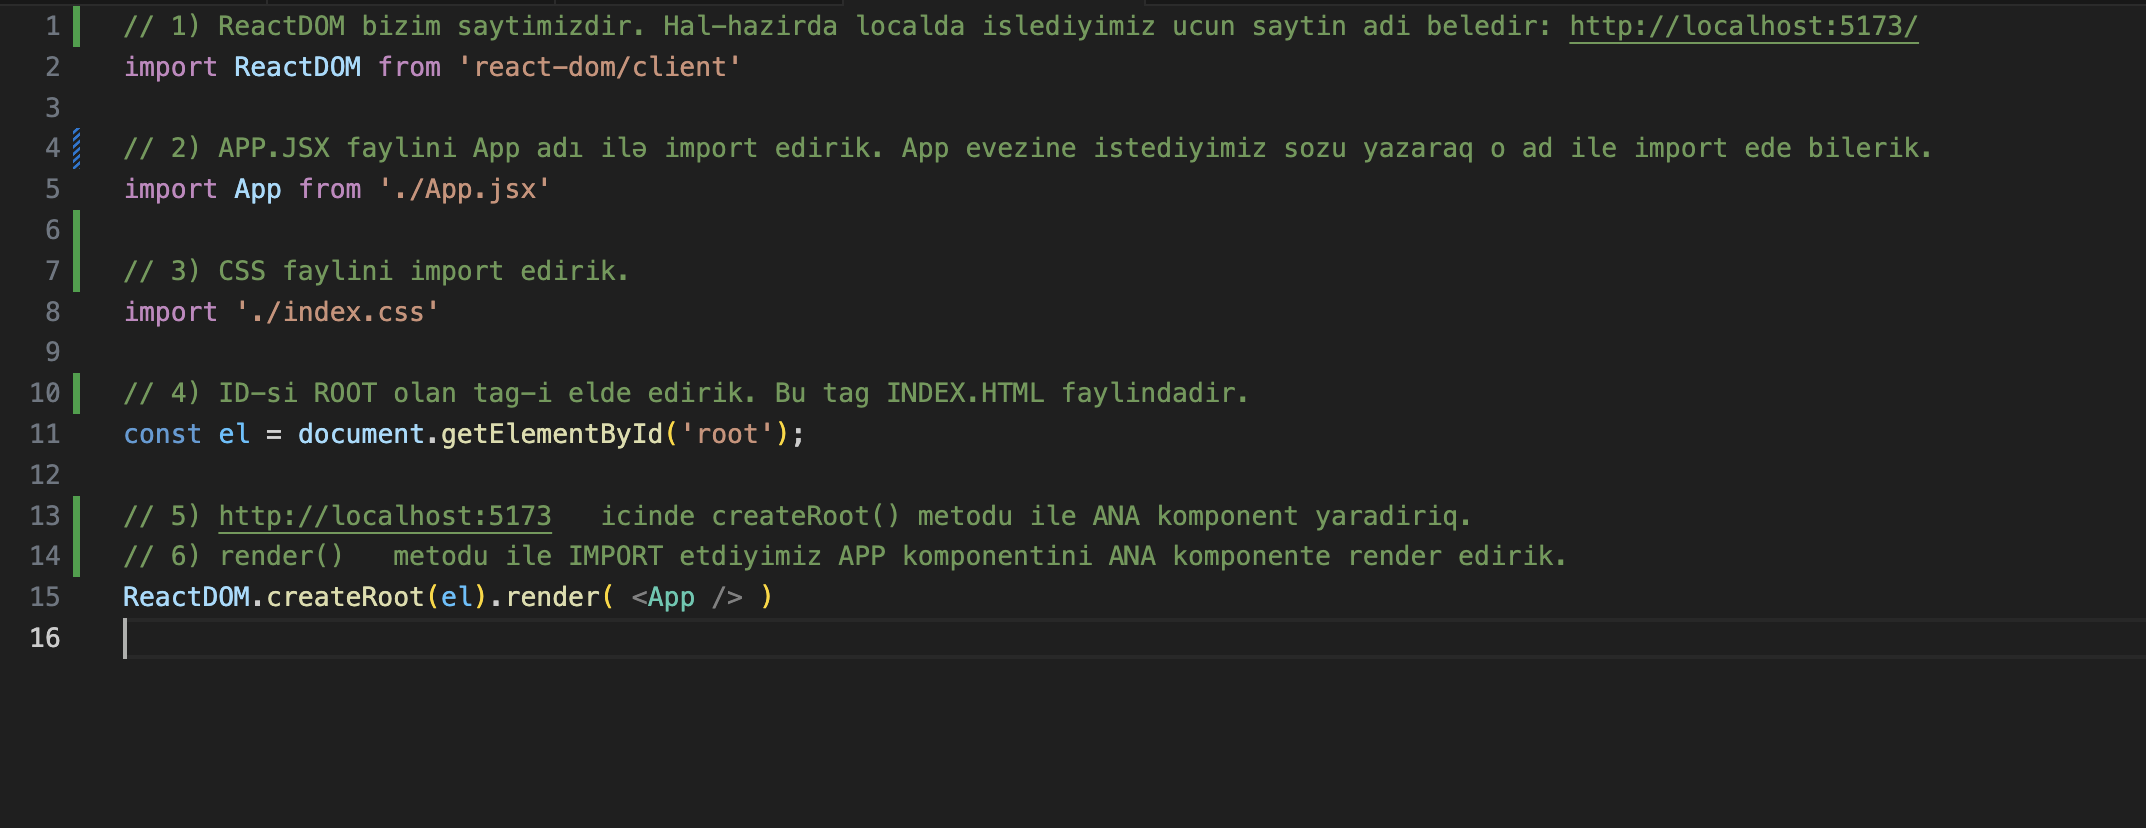 1 // 1) ReactDOM bizim saytimizdir. Hal-hazirda localda islediyimiz ucun saytin adi beledir: http://localhost:5173/
2 import ReactDOM from 'react-dom/client'
3
4 // 2) APP.JSX faylini App adı ilə import edirik. App evezine istediyimiz sozu yazaraq o ad ile import ede bilerik.
5 import App from './App.jsx'
6
7 // 3) CSS faylini import edirik.
8 import './index.css'
9
10 // 4) ID-si ROOT olan tag-i elde edirik. Bu tag INDEX.HTML faylindadir.
11 const el = document.getElementById('root');
12
13 // 5) http://localhost:5173   icinde createRoot() metodu ile ANA komponent yaradiriq.
14 // 6) render()   metodu ile IMPORT etdiyimiz APP komponentini ANA komponente render edirik.
15 ReactDOM.createRoot(el).render( <App /> )
16